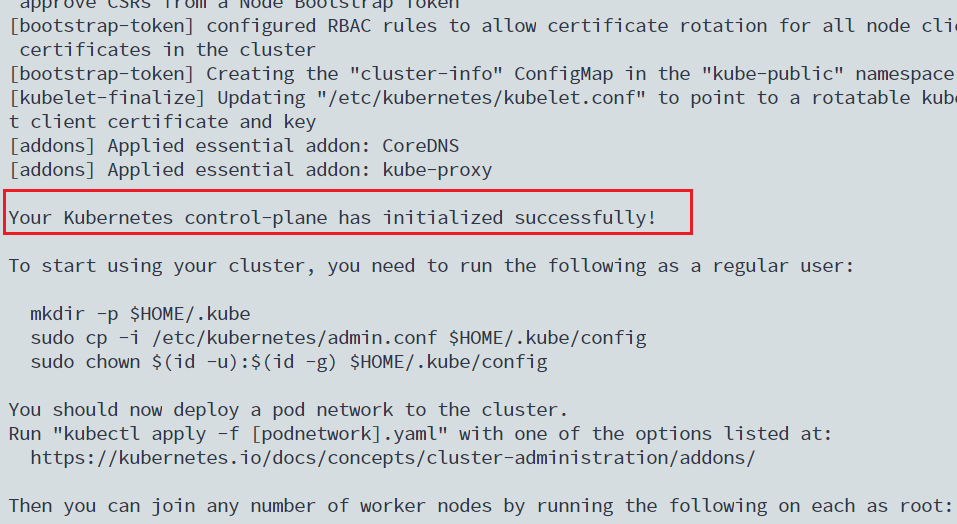 approve CSRs from a Node Bootstrap Token
[bootstrap-token] configured RBAC rules to allow certificate rotation for all node
certificates in the cluster
[bootstrap-token] Creating the "cluster-info" ConfigMap in the "kube-public" namespace
[kubelet-finalize] Updating "/etc/kubernetes/kubelet.conf" to point to a rotatable
t client certificate and key
[addons] Applied essential addon: CoreDNS
[addons] Applied essential addon: kube-proxy
Your Kubernetes control-plane has initialized successfully!
To start using your cluster, you need to run the following as a regular user:
mkdir -p $HOME/.kube
sudo cp -i /etc/kubernetes/admin.conf $HOME/.kube/config
sudo chown $(id -u):$(id -g) $HOME/.kube/config
You should now deploy a pod network to the cluster.
Run "kubectl apply -f [podnetwork].yaml" with one of the options listed at:
https://kubernetes.io/docs/concepts/cluster-administration/addons/
Then you can join any number of worker nodes by running the following on each as root: